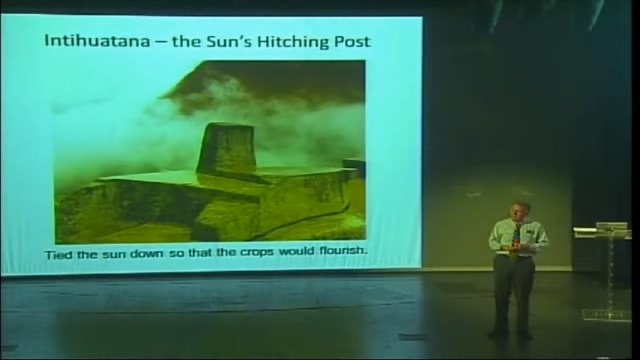 Intihuatana – the Sun's Hitching Post
Tied the sun down so that the crops would flourish.